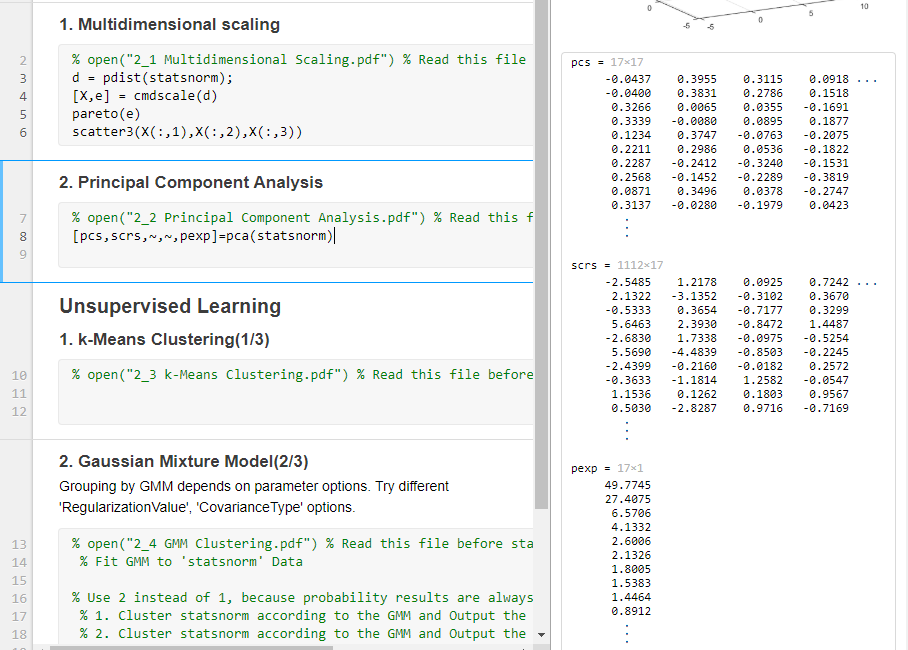 1. Multidimensional scaling
2 % open("2_1 Multidimensional Scaling.pdf") % Read this file
3 d = pdist(statsnorm);
4 [X,e] = cmdscale(d)
5 pareto(e)
6 scatter3(X(:,1),X(:,2),X(:,3))
2. Principal Component Analysis
7 % open("2_2 Principal Component Analysis.pdf") % Read this f
8 [pcs,scrs,~,~,pexp]=pca(statsnorm)
9
Unsupervised Learning
1. k-Means Clustering(1/3)
10 % open("2_3 k-Means Clustering.pdf") % Read this file before
11
12
2. Gaussian Mixture Model(2/3)
Grouping by GMM depends on parameter options. Try different
'RegularizationValue', 'CovarianceType' options.
13 % open("2_4 GMM Clustering.pdf") % Read this file before sta
14 % Fit GMM to 'statsnorm' Data
15
16 % Use 2 instead of 1, because probability results are always
17 % 1. Cluster statsnorm according to the GMM and Output the
18 % 2. Cluster statsnorm according to the GMM and Output the
0 -5 -5 0 5 10
pcs = 17×17
-0.0437 0.3955 0.3115 0.0918 ...
-0.0400 0.3831 0.2786 0.1518
0.3266 0.0065 0.0355 -0.1691
0.3339 -0.0080 0.0895 0.1877
0.1234 0.3747 -0.0763 -0.2075
0.2211 0.2986 0.0536 -0.1822
0.2287 -0.2412 -0.3240 -0.1531
0.2568 -0.1452 -0.2289 -0.3819
0.0871 0.3496 0.0378 -0.2747
0.3137 -0.0280 -0.1979 0.0423
scrs = 1112×17
-2.5485 1.2178 0.0925 0.7242 ...
2.1322 -3.1352 -0.3102 0.3670
-0.5333 0.3654 -0.7177 0.3299
5.6463 2.3930 -0.8472 1.4487
-2.6830 1.7338 -0.0975 -0.5254
5.5690 -4.4839 -0.8503 -0.2245
-2.4399 -0.2160 -0.0182 0.2572
-0.3633 -1.1814 1.2582 -0.0547
1.1536 0.1262 0.1803 0.9567
0.5030 -2.8287 0.9716 -0.7169
pexp = 17×1
49.7745
27.4075
6.5706
4.1332
2.6006
2.1326
1.8005
1.5383
1.4464
0.8912